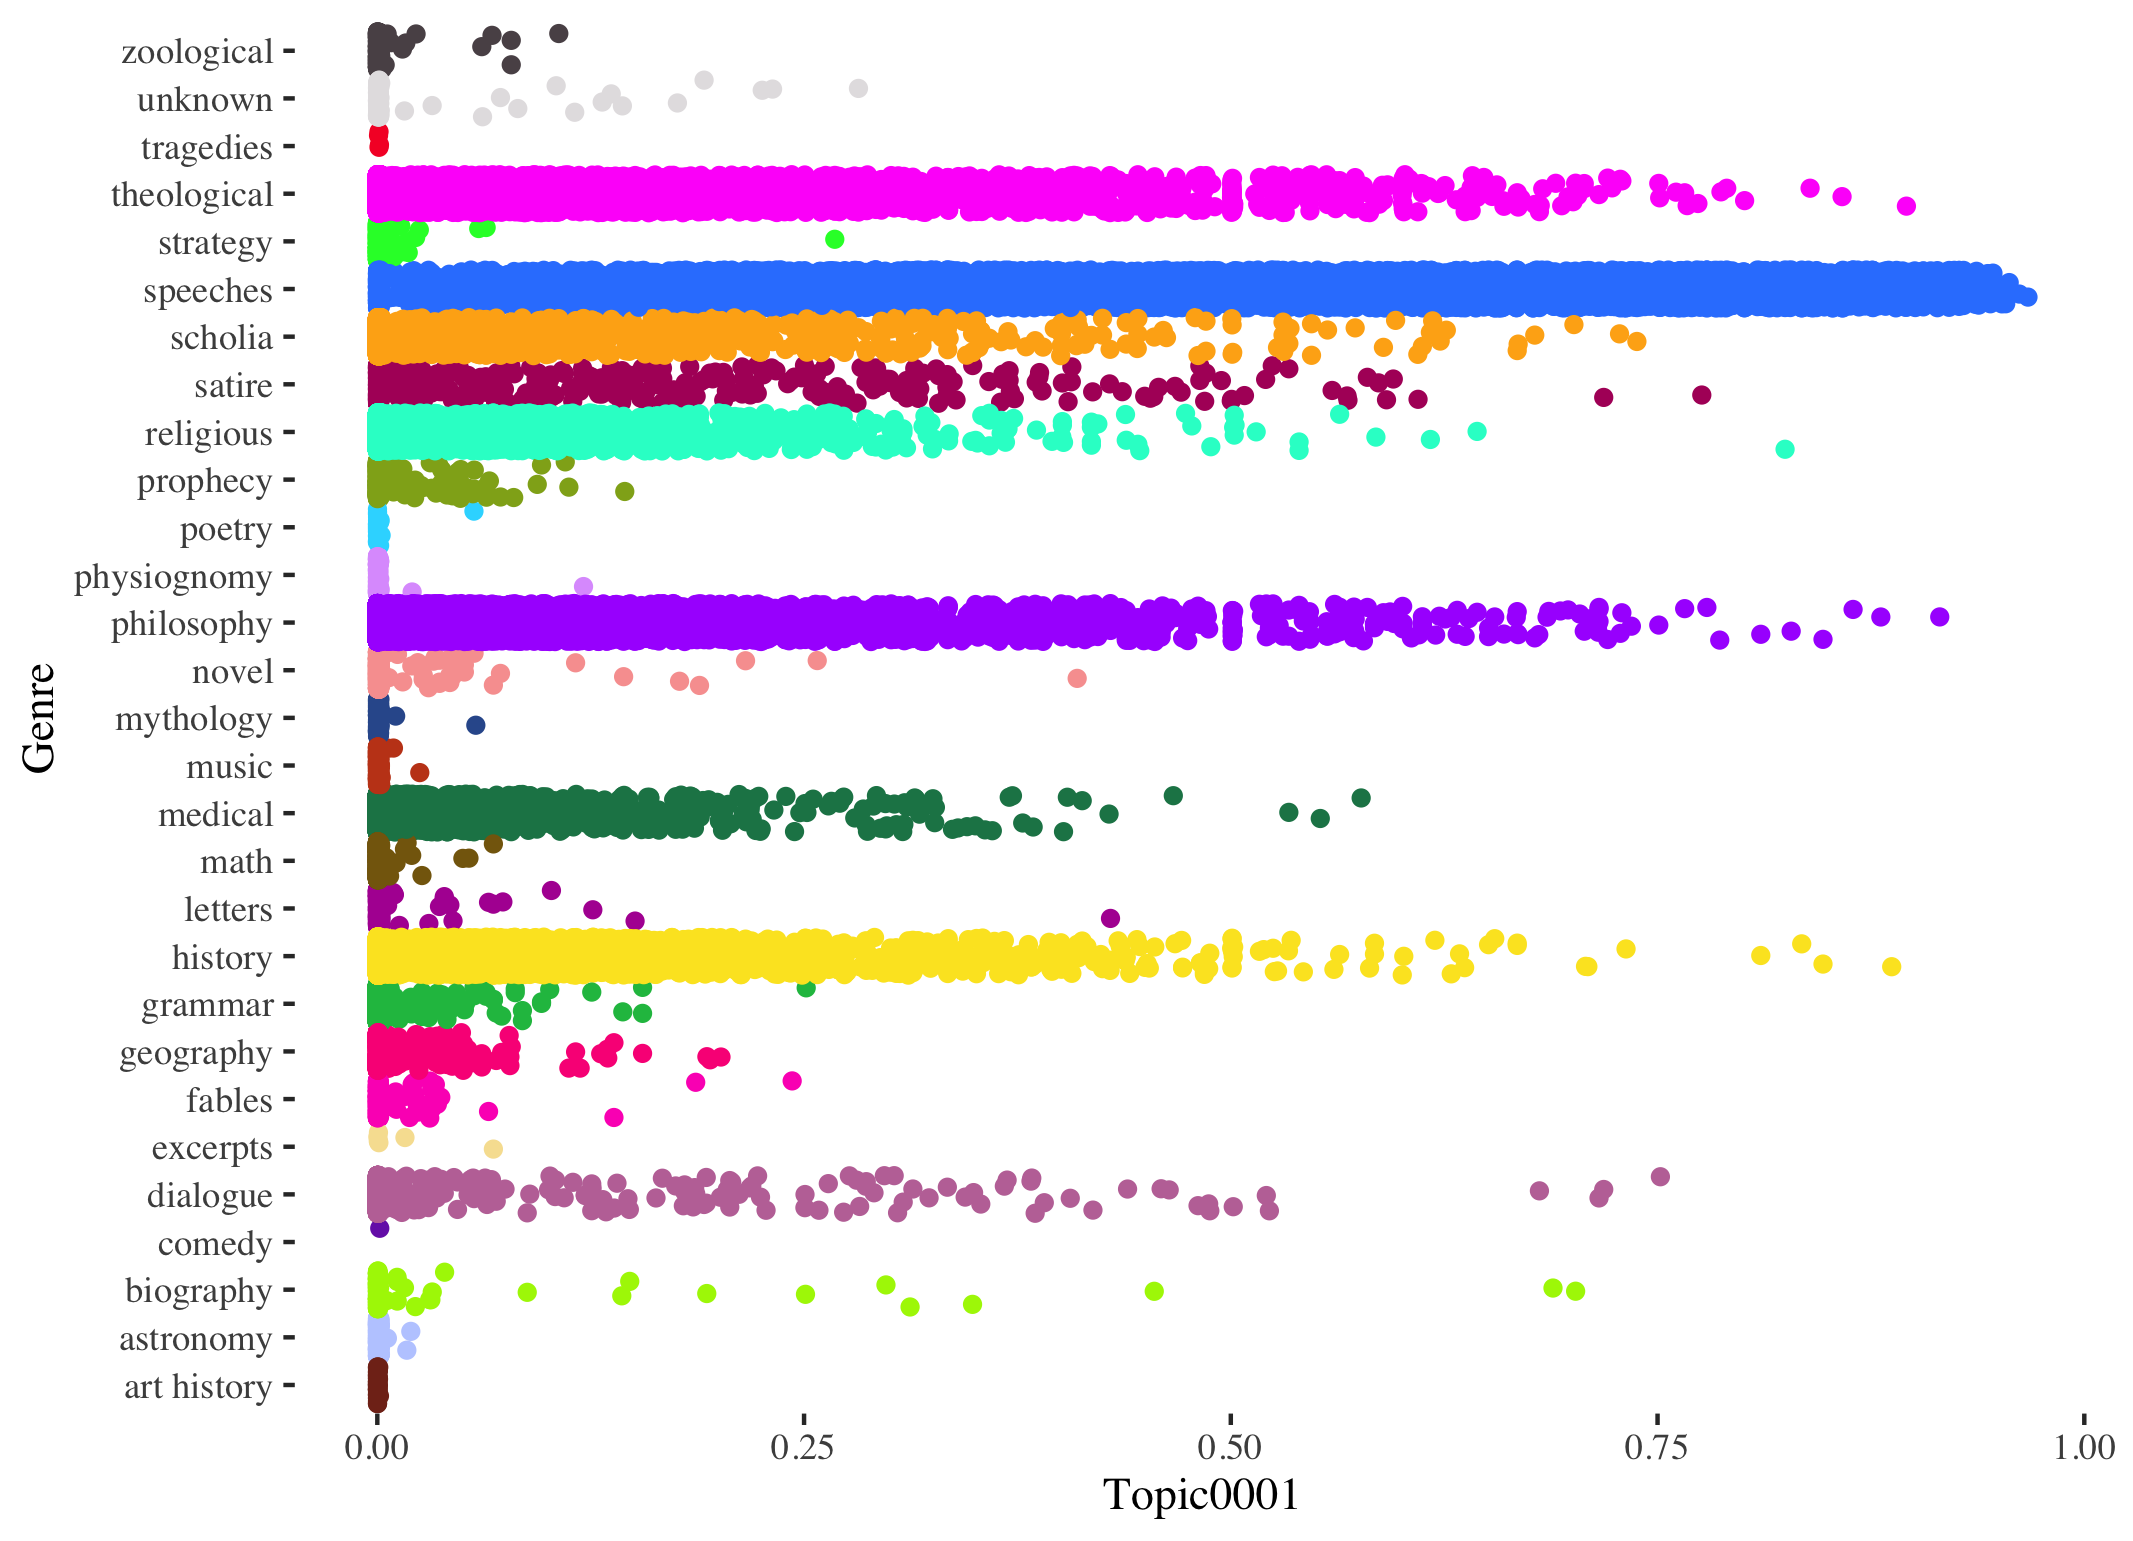 Genre
zoological
unknown
tragedies
theological
strategy
speeches
scholia
satire
religious
prophecy
poetry
physiognomy
philosophy
novel
mythology
music
medical
math
letters
history
grammar
geography
fables
excerpts
dialogue
comedy
biography
astronomy
art history
0.00 0.25 0.50 0.75 1.00
Topic0001